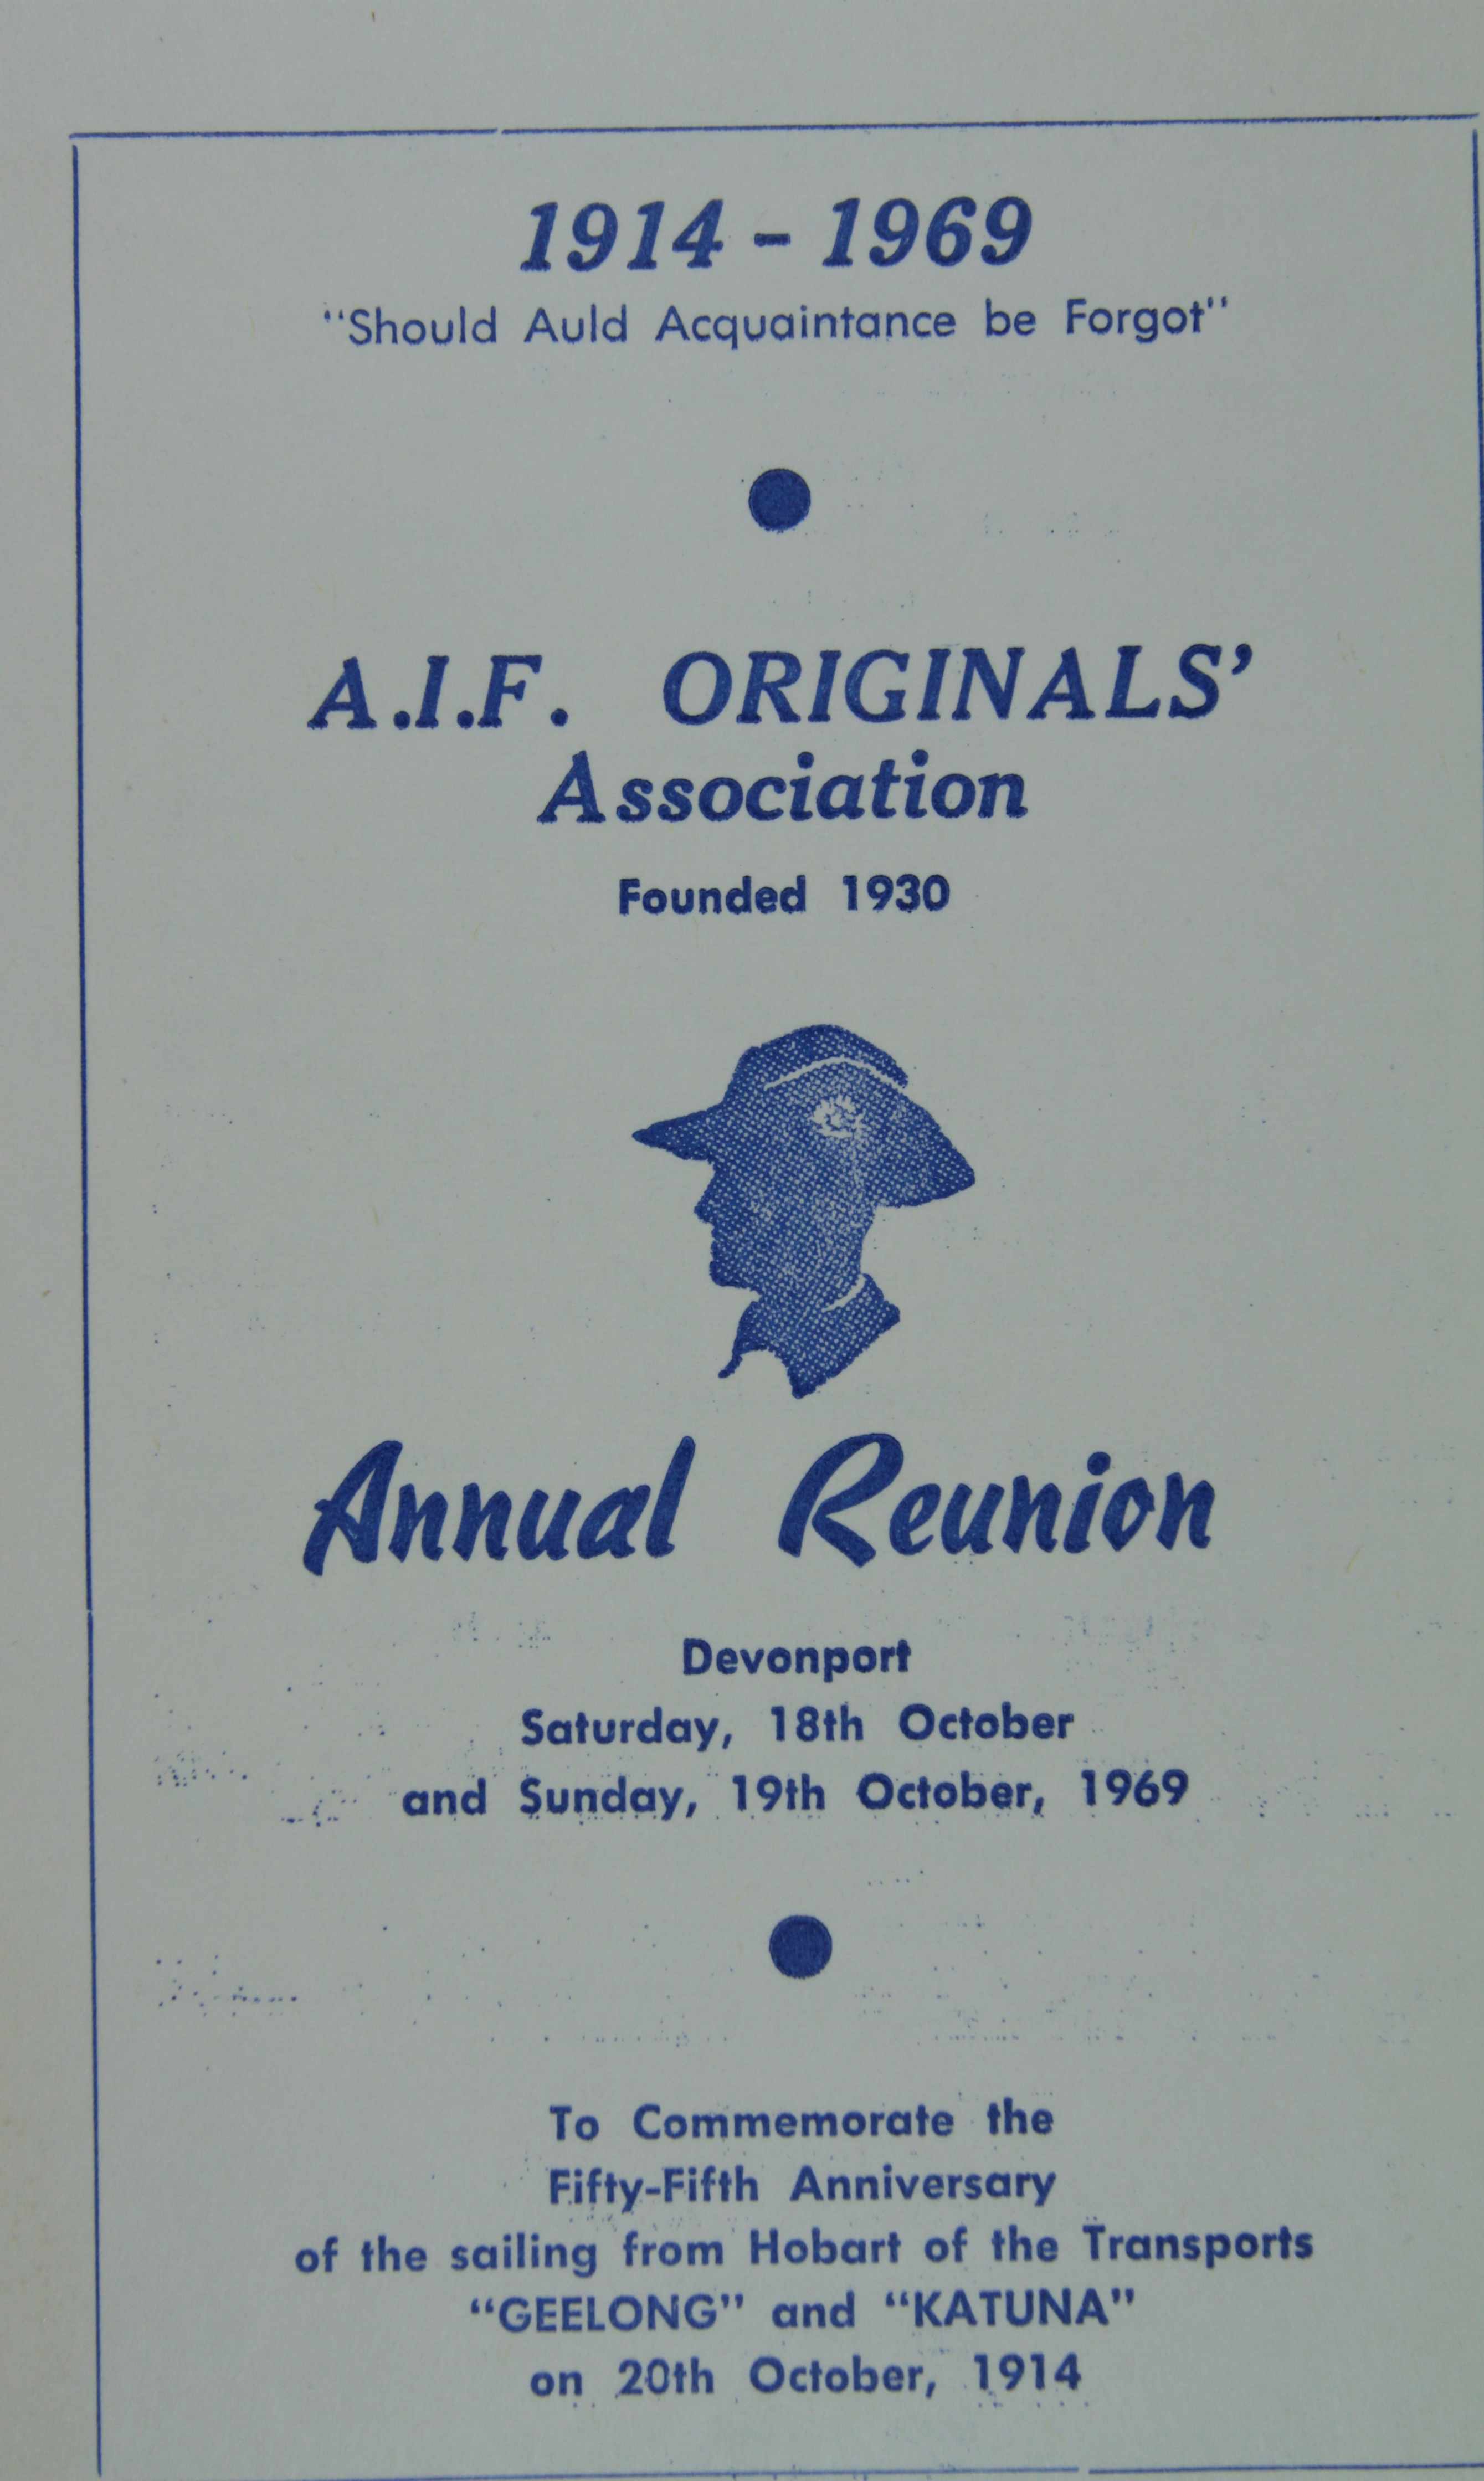 1914 - 1969
"Should Auld Acquaintance be Forgot"
A.I.F. ORIGINALS'
Association
Founded 1930
Annual Reunion
Devonport
Saturday, 18th October
and Sunday, 19th October, 1969
To Commemorate the
Fifty-Fifth Anniversary
of the sailing from Hobart of the Transports
"GEELONG" and "KATUNA"
on 20th October, 1914